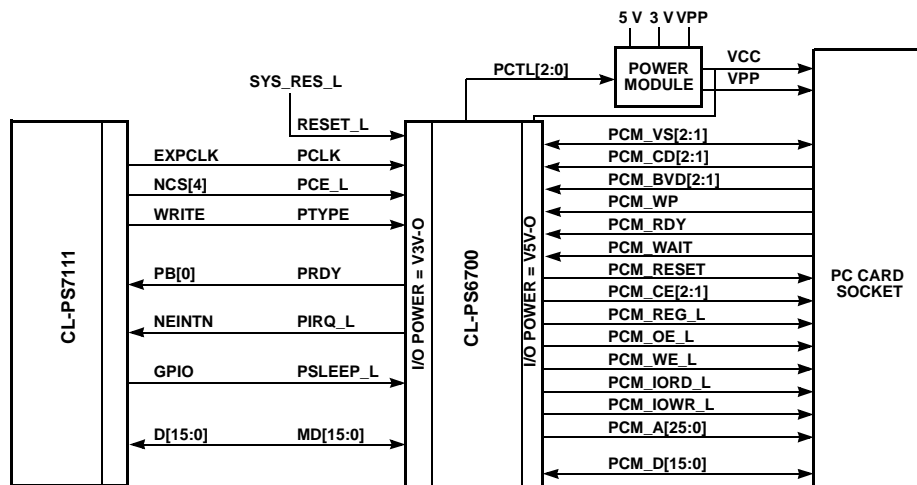 5 V 3 V VPP
POWER
MODULE
PCTL[2:0]
VCC
VPP
SYS_RES_L
RESET_L
EXPCLK PCLK
NCS[4] PCE_L
WRITE PTYPE
PB[0] PRDY
NEINTN PIRQ_L
GPIO PSLEEP_L
D[15:0] MD[15:0]
CL-PS7111
I/O POWER = V3V-O
CL-PS6700
I/O POWER = V5V-O
PCM_VS[2:1]
PCM_CD[2:1]
PCM_BVD[2:1]
PCM_WP
PCM_RDY
PCM_WAIT
PCM_RESET
PCM_CE[2:1]
PCM_REG_L
PCM_OE_L
PCM_WE_L
PCM_IORD_L
PCM_IOWR_L
PCM_A[25:0]
PCM_D[15:0]
PC CARD
SOCKET